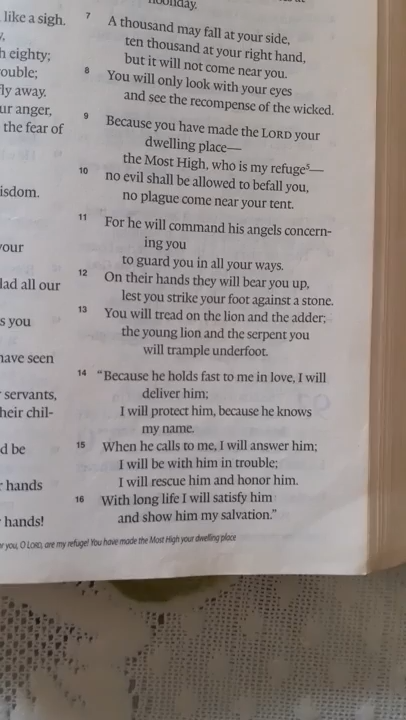 like a sigh.
h eighty;
ouble;
fly away.
ur anger,
the fear of
isdom.
your
lad all our
s you
have seen
servants,
heir chil-
d be
hands
hands!
noonday.
7 A thousand may fall at your side,
ten thousand at your right hand,
but it will not come near you.
8 You will only look with your eyes
and see the recompense of the wicked.
9 Because you have made the LORD your
dwelling place—
the Most High, who is my refuge⁵—
10 no evil shall be allowed to befall you,
no plague come near your tent.
11 For he will command his angels concern-
ing you
to guard you in all your ways.
12 On their hands they will bear you up,
lest you strike your foot against a stone.
13 You will tread on the lion and the adder;
the young lion and the serpent you
will trample underfoot.
14 “Because he holds fast to me in love, I will
deliver him;
I will protect him, because he knows
my name.
15 When he calls to me, I will answer him;
I will be with him in trouble;
I will rescue him and honor him.
16 With long life I will satisfy him
and show him my salvation.”
or you, O LORD, are my refuge! You have made the Most High your dwelling place